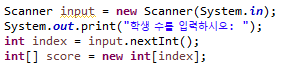 Scanner input = new Scanner(System.in);
System.out.print("학생 수를 입력하시오: ");
int index = input.nextInt();
int[] score = new int[index];